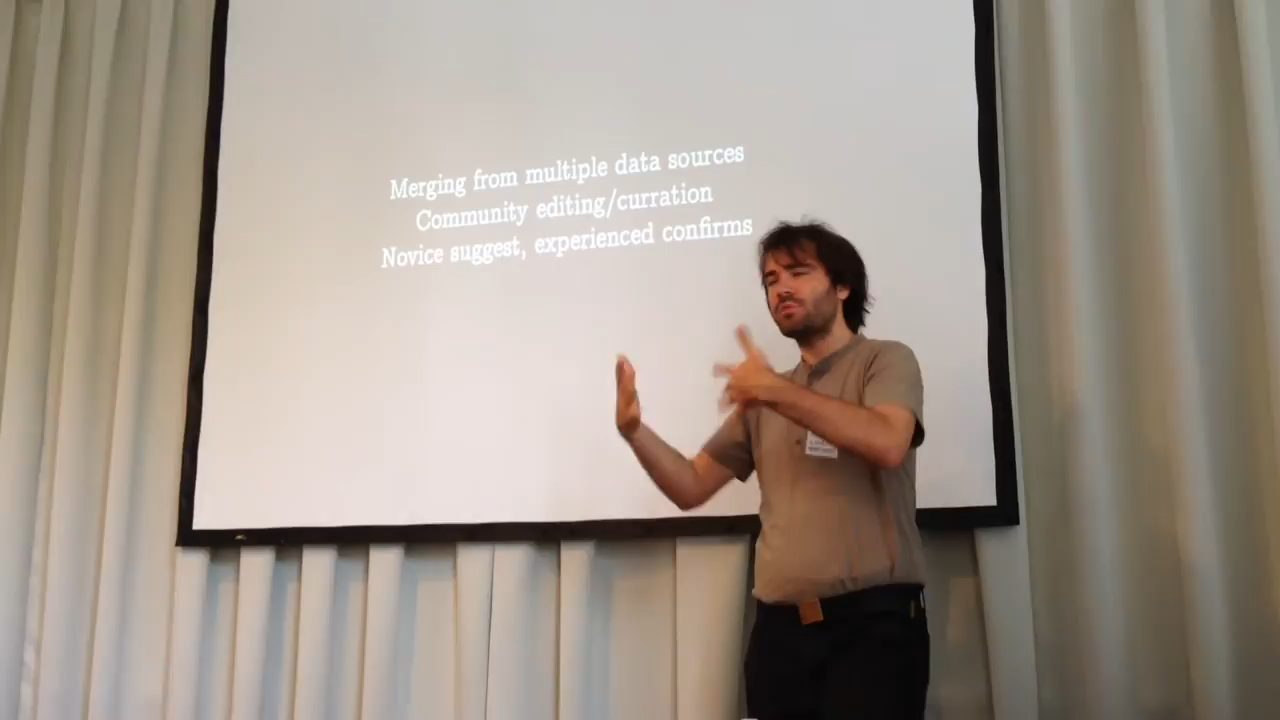 Merging from multiple data sources
Community editing/curration
Novice suggest, experienced confirms